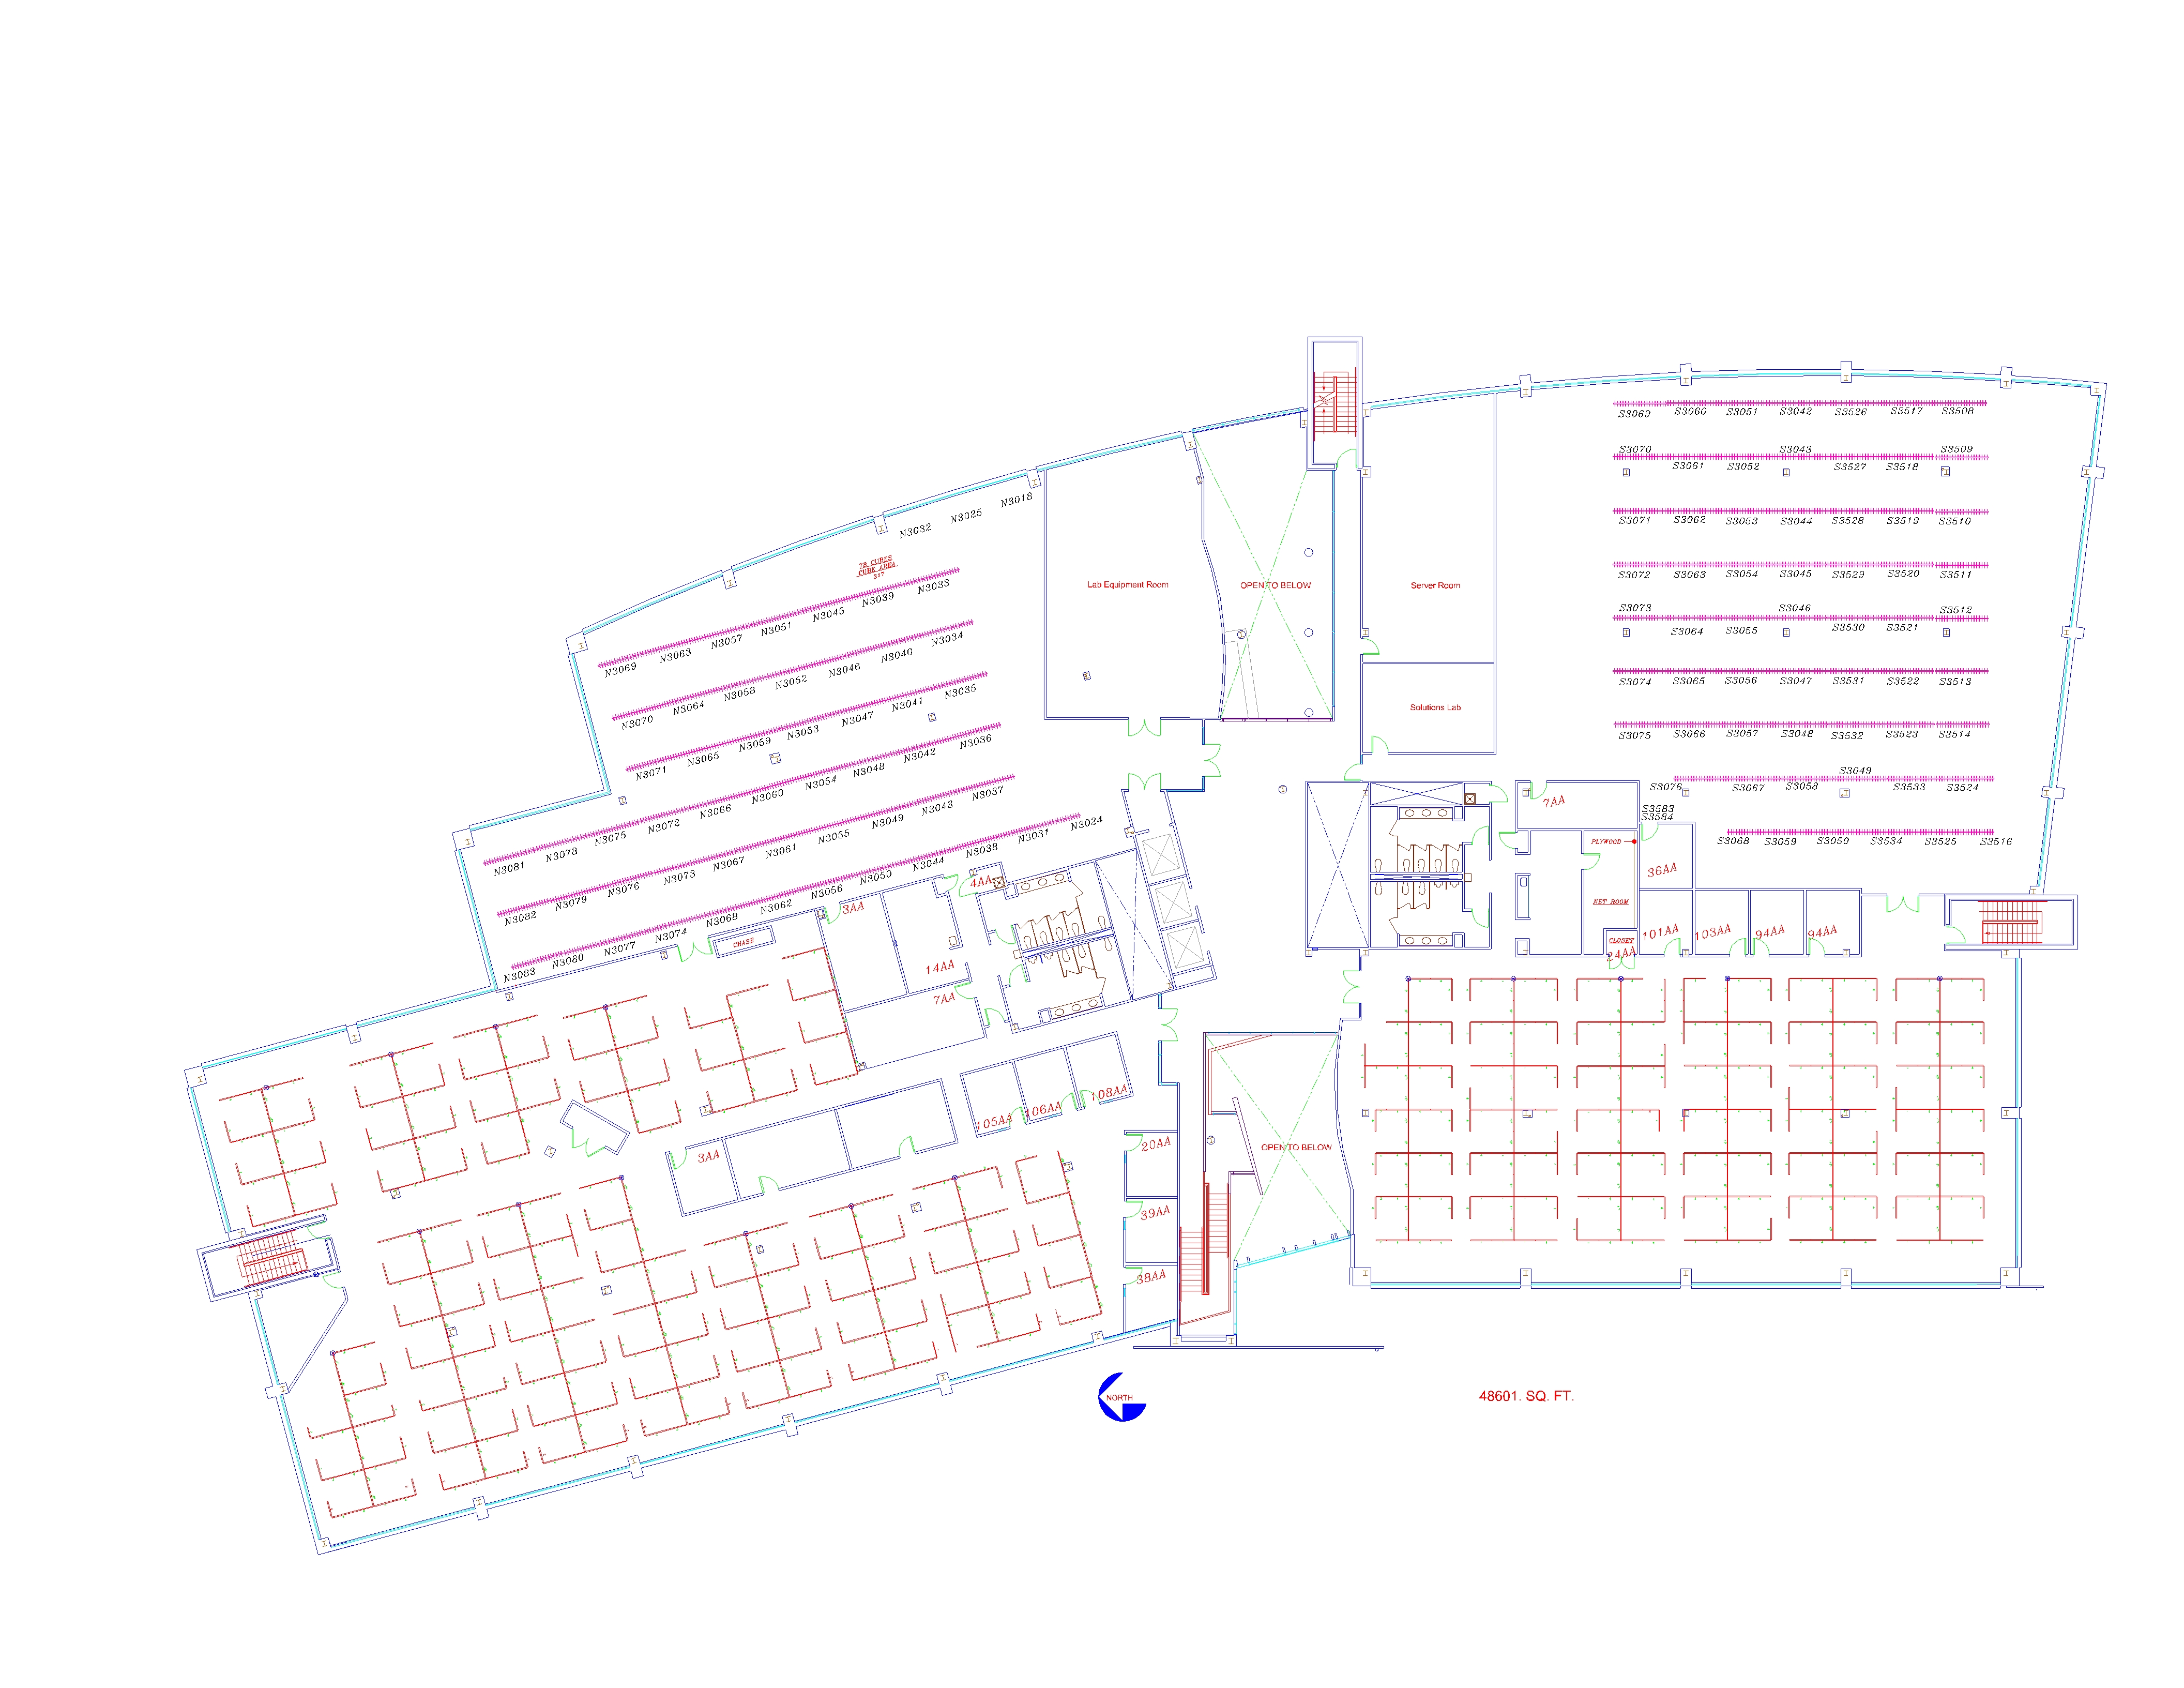 S3069 S3060 S3051 S3042 S3526 S3517 S3508
S3070 S3043 S3509
S3061 S3052 S3527 S3518
S3071 S3062 S3053 S3044 S3528 S3519 S3510
S3072 S3063 S3054 S3045 S3529 S3520 S3511
S3073 S3046 S3512
S3064 S3055 S3530 S3521
S3074 S3065 S3056 S3047 S3531 S3522 S3513
S3075 S3066 S3057 S3048 S3532 S3523 S3514
S3049
S3076 S3067 S3058 S3533 S3524
S3583
S3584
S3068 S3059 S3050 S3534 S3525 S3516
N3032 N3025 N3018
73 CUBES
CUBE AREA
317
N3069 N3063 N3057 N3051 N3045 N3039 N3033
N3070 N3064 N3058 N3052 N3046 N3040 N3034
N3071 N3065 N3059 N3053 N3047 N3041 N3035
N3081 N3078 N3075 N3072 N3066 N3060 N3054 N3048 N3042 N3036
N3082 N3079 N3076 N3073 N3067 N3061 N3055 N3049 N3043 N3037
N3083 N3080 N3077 N3074 N3068 N3062 N3056 N3050 N3044 N3038 N3031 N3024
Lab Equipment Room
OPEN TO BELOW
Server Room
Solutions Lab
7AA
PLYWOOD
36AA
NET ROOM
CLOSET
24AA
101AA
103AA
94AA
94AA
4AA
3AA
CHASE
14AA
7AA
105AA
106AA
108AA
3AA
20AA
39AA
38AA
OPEN TO BELOW
NORTH
48601. SQ. FT.